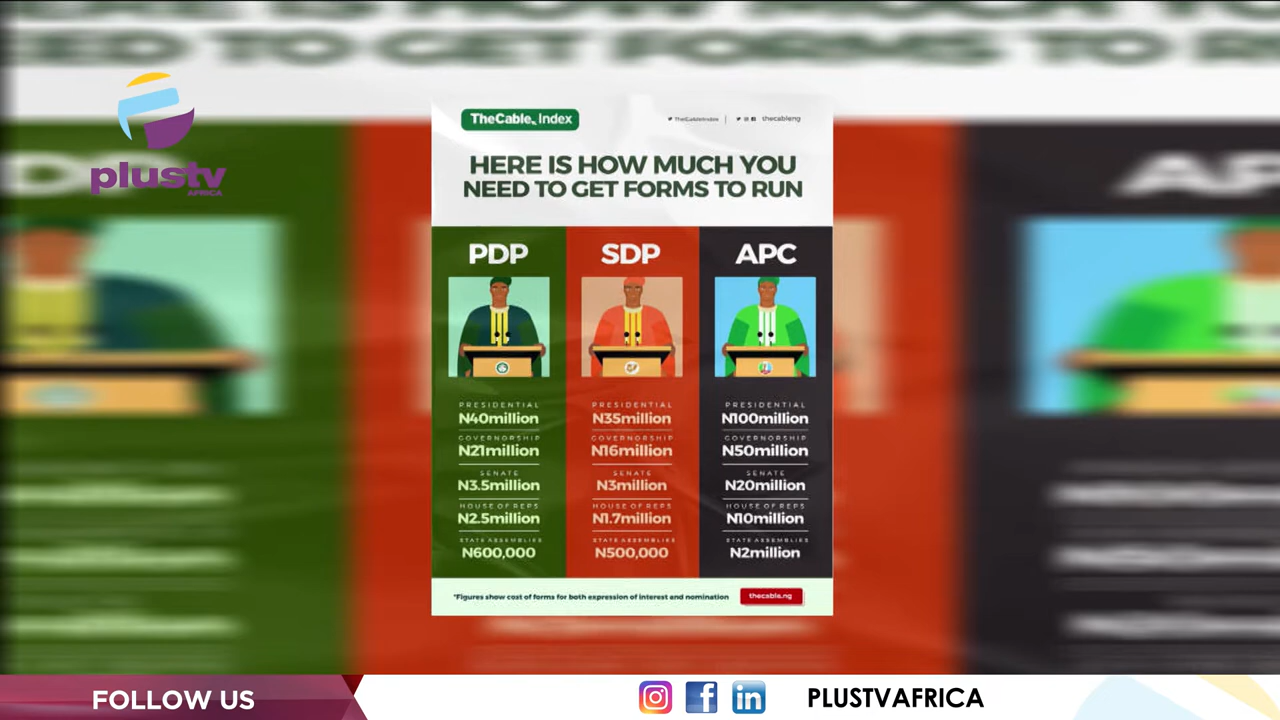 plustv
AFRICA
TheCable. Index
TheCableIndex | thecableng
HERE IS HOW MUCH YOU
NEED TO GET FORMS TO RUN
PDP
PRESIDENTIAL
N40million
GOVERNORSHIP
N21million
SENATE
N3.5million
HOUSE OF REPS
N2.5million
STATE ASSEMBLIES
N600,000
SDP
PRESIDENTIAL
N35million
GOVERNORSHIP
N16million
SENATE
N3million
HOUSE OF REPS
N1.7million
STATE ASSEMBLIES
N500,000
APC
PRESIDENTIAL
N100million
GOVERNORSHIP
N50million
SENATE
N20million
HOUSE OF REPS
N10million
STATE ASSEMBLIES
N2million
*Figures show cost of forms for both expression of interest and nomination
thecable.ng
FOLLOW US
PLUSTVAFRICA